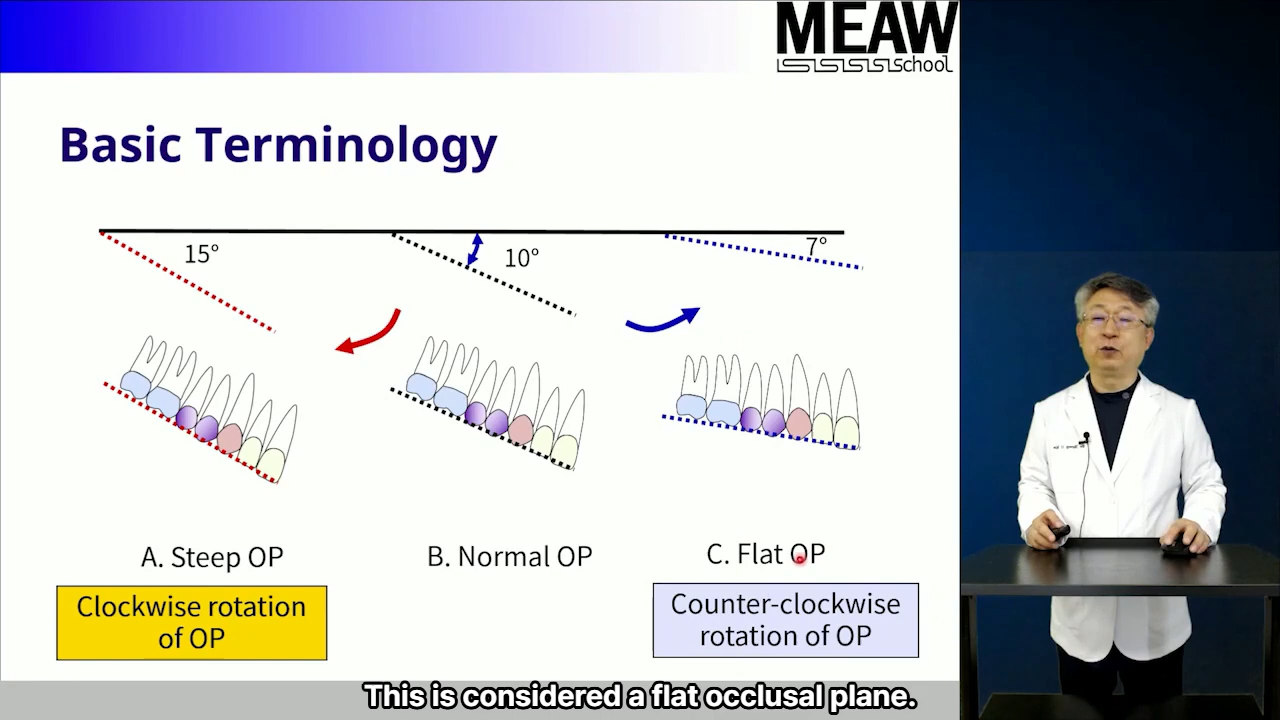 MEAW
school
Basic Terminology
15°
10°
7°
A. Steep OP
B. Normal OP
C. Flat OP
Clockwise rotation
of OP
Counter-clockwise
rotation of OP
This is considered a flat occlusal plane.